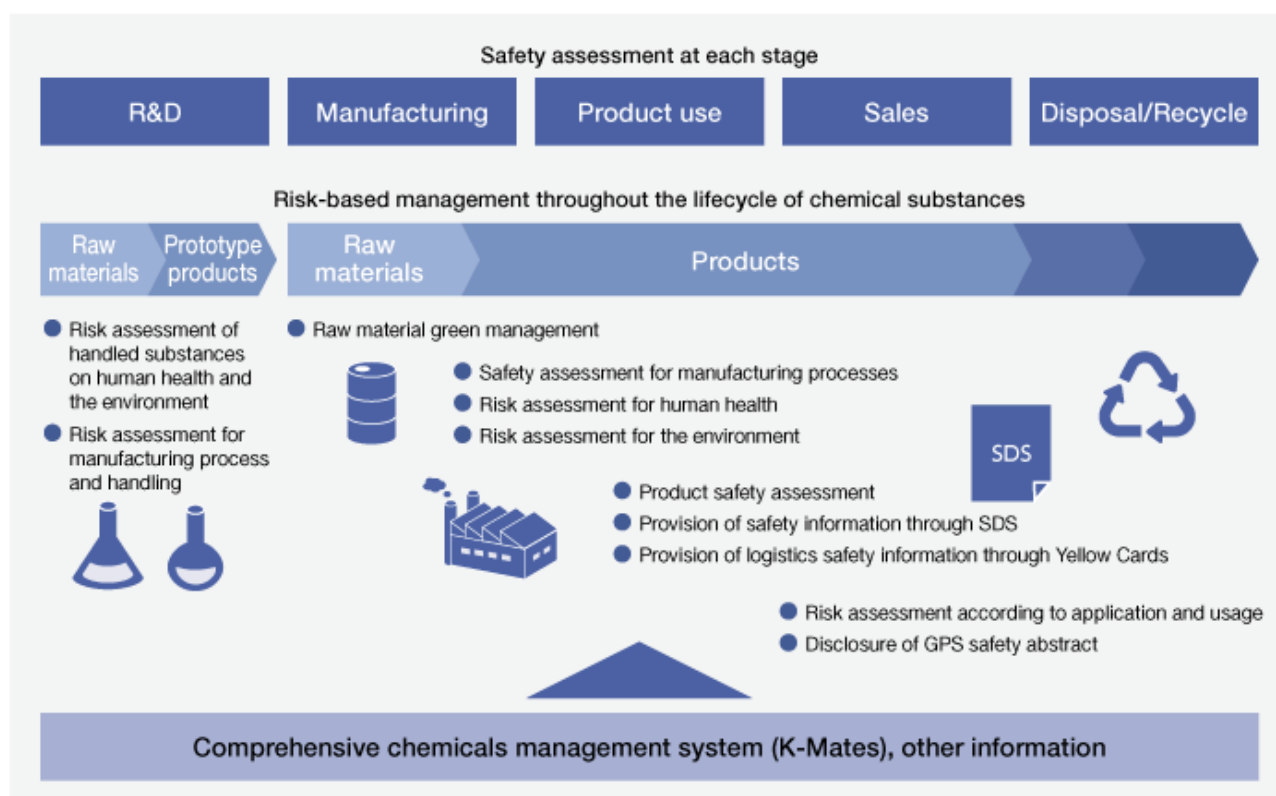 Safety assessment at each stage
R&D
Manufacturing
Product use
Sales
Disposal/Recycle
Risk-based management throughout the lifecycle of chemical substances
Raw
materials
Prototype
products
Raw
materials
Products
Risk assessment of
handled substances
on human health and
the environment
Risk assessment for
manufacturing process
and handling
Raw material green management
Safety assessment for manufacturing processes
Risk assessment for human health
Risk assessment for the environment
SDS
Product safety assessment
Provision of safety information through SDS
Provision of logistics safety information through Yellow Cards
Risk assessment according to application and usage
Disclosure of GPS safety abstract
Comprehensive chemicals management system (K-Mates), other information